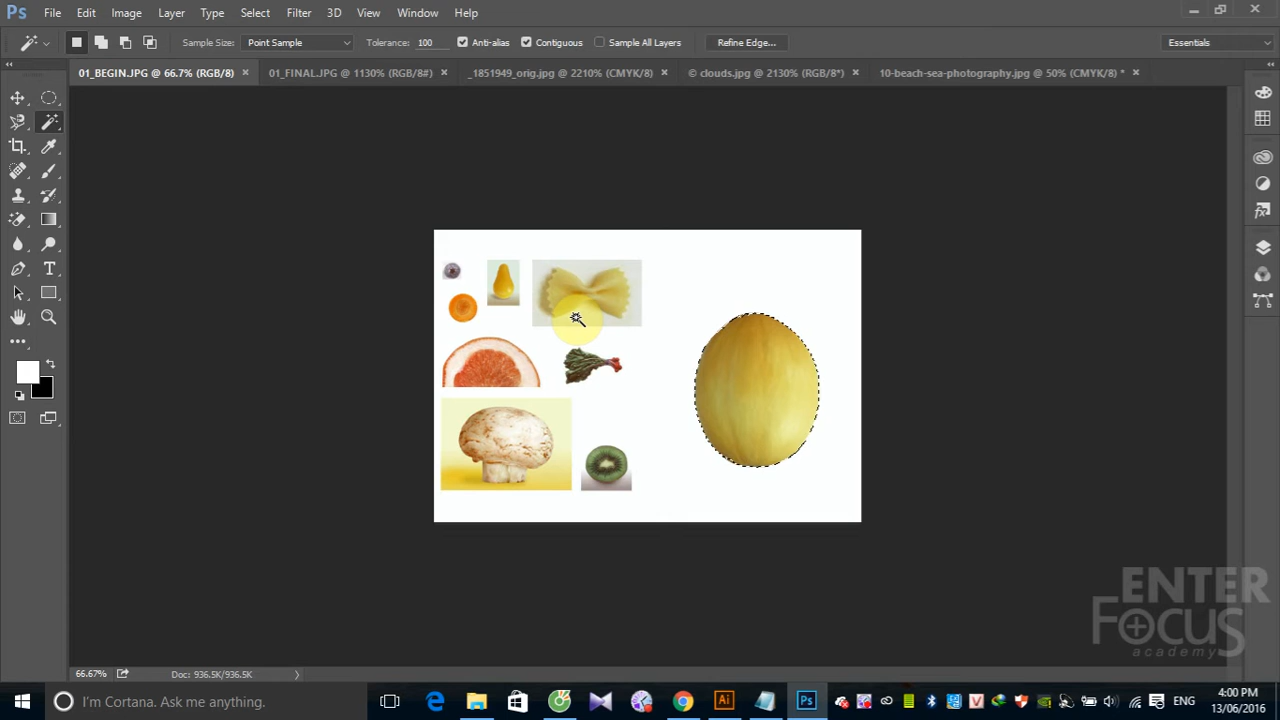 Ps File Edit Image Layer Type Select Filter 3D View Window Help
Sample Size: Point Sample Tolerance: 100 Anti-alias Contiguous Sample All Layers Refine Edge... Essentials
01_BEGIN.JPG @ 66.7% (RGB/8) × 01_FINAL.JPG @ 1130% (RGB/8#) × _1851949_orig.jpg @ 2210% (CMYK/8) × © clouds.jpg @ 2130% (RGB/8*) × 10-beach-sea-photography.jpg @ 50% (CMYK/8) * ×
ENTER
FOCUS
academy
66.67% Doc: 936.5K/936.5K
I'm Cortana. Ask me anything. Ai Ps ENG 4:00 PM
13/06/2016